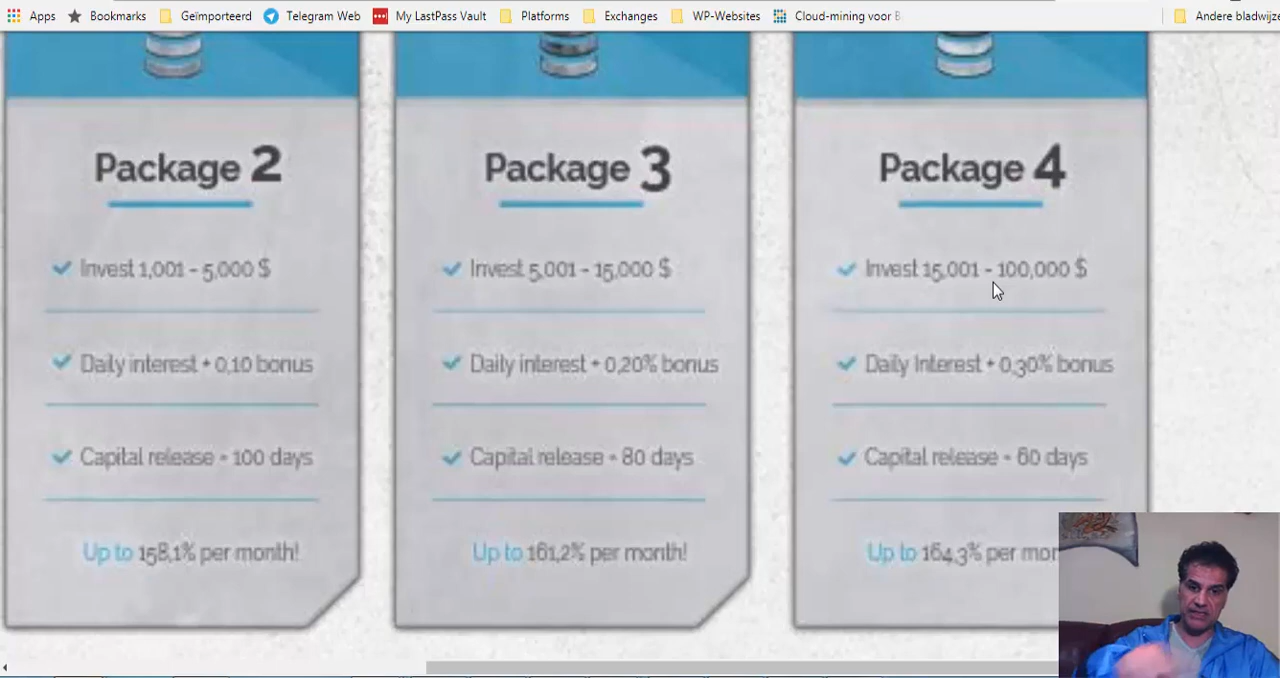 Apps Bookmarks Geïmporteerd Telegram Web My LastPass Vault Platforms Exchanges WP-Websites Cloud-mining voor B Andere bladwijze
Package 2
Invest 1,001 - 5,000 $
Daily interest + 0,10 bonus
Capital release - 100 days
Up to 158,1% per month!
Package 3
Invest 5,001 - 15,000 $
Daily interest + 0,20% bonus
Capital release - 80 days
Up to 161,2% per month!
Package 4
Invest 15,001 - 100,000 $
Daily Interest + 0,30% bonus
Capital release - 60 days
Up to 164,3% per mor